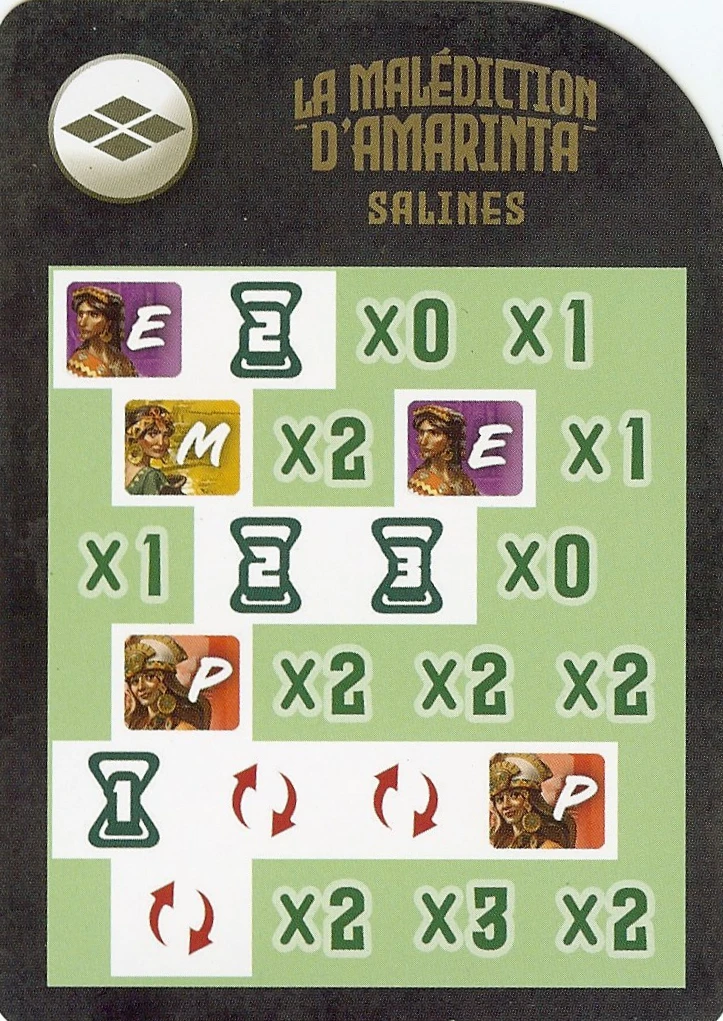 LA MALÉDICTION
D'AMARINTA
SALINES
E 2 X0 X1
M X2 E X1
X1 2 3 X0
P X2 X2 X2
1 P
X2 X3 X2